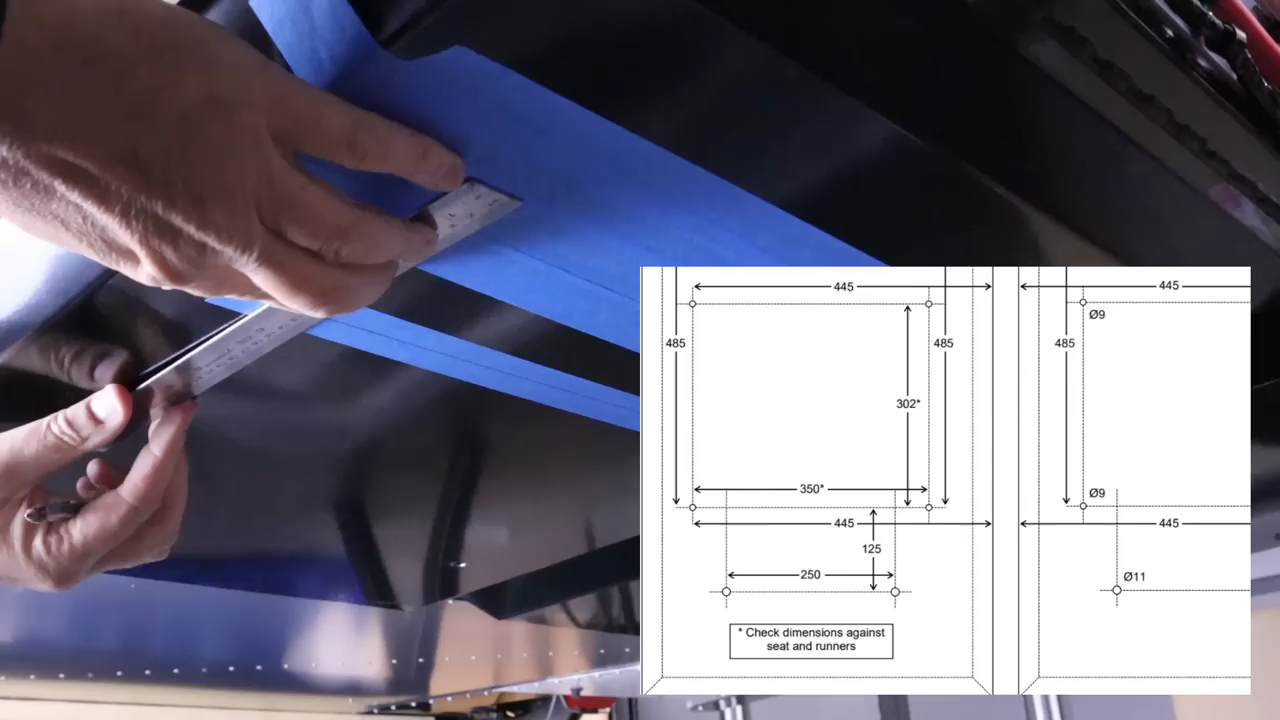 445
445
Ø9
485
485
485
302*
350*
Ø9
445
445
125
250
Ø11
* Check dimensions against
seat and runners